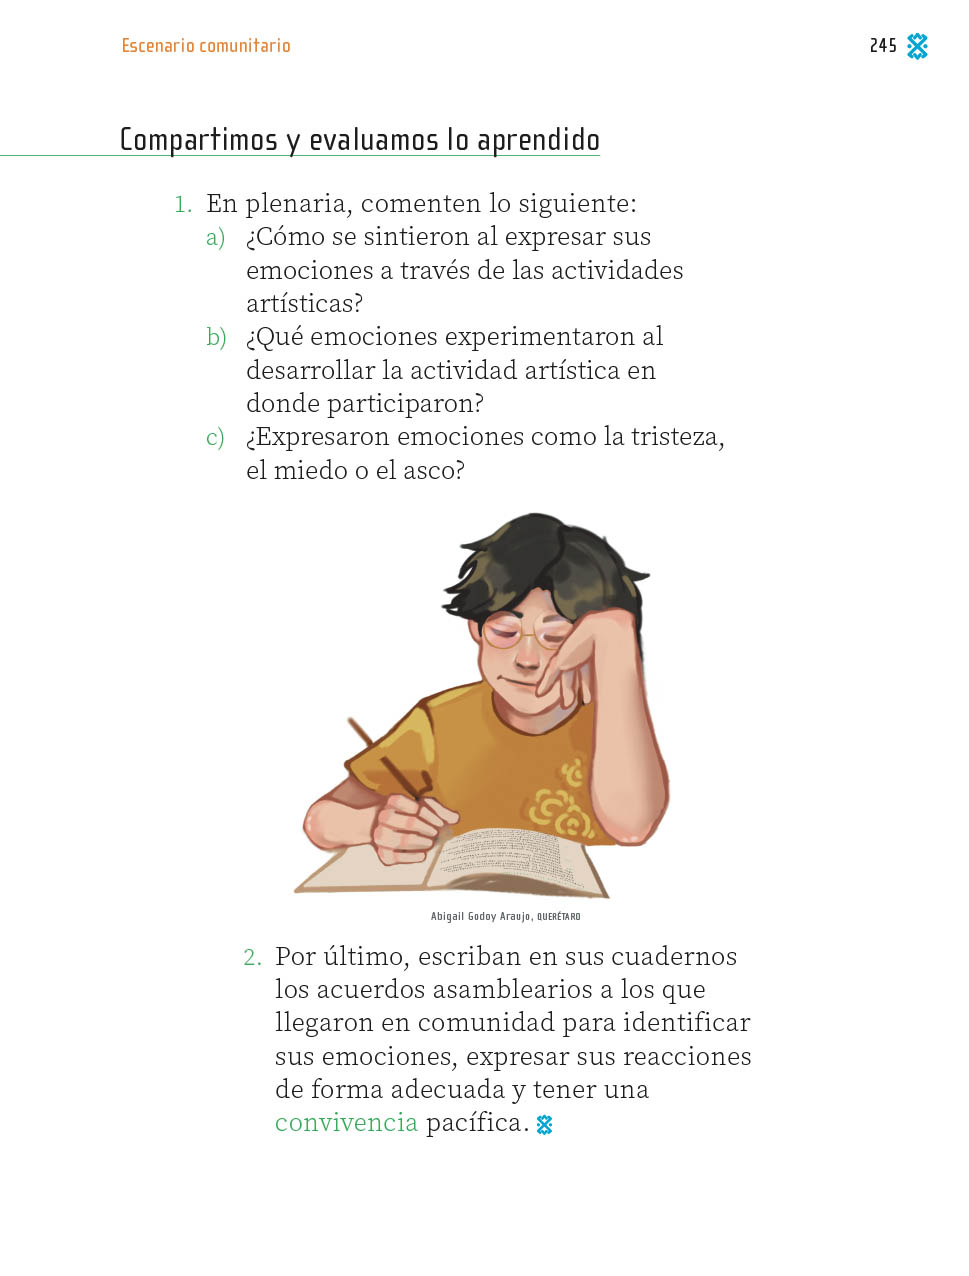 Escenario comunitario
245
Compartimos y evaluamos lo aprendido
1. En plenaria, comenten lo siguiente:
a) ¿Cómo se sintieron al expresar sus
emociones a través de las actividades
artísticas?
b) ¿Qué emociones experimentaron al
desarrollar la actividad artística en
donde participaron?
c) ¿Expresaron emociones como la tristeza,
el miedo o el asco?
Abigail Godoy Araujo, QUERÉTARO
2. Por último, escriban en sus cuadernos
los acuerdos asamblearios a los que
llegaron en comunidad para identificar
sus emociones, expresar sus reacciones
de forma adecuada y tener una
convivencia pacífica.